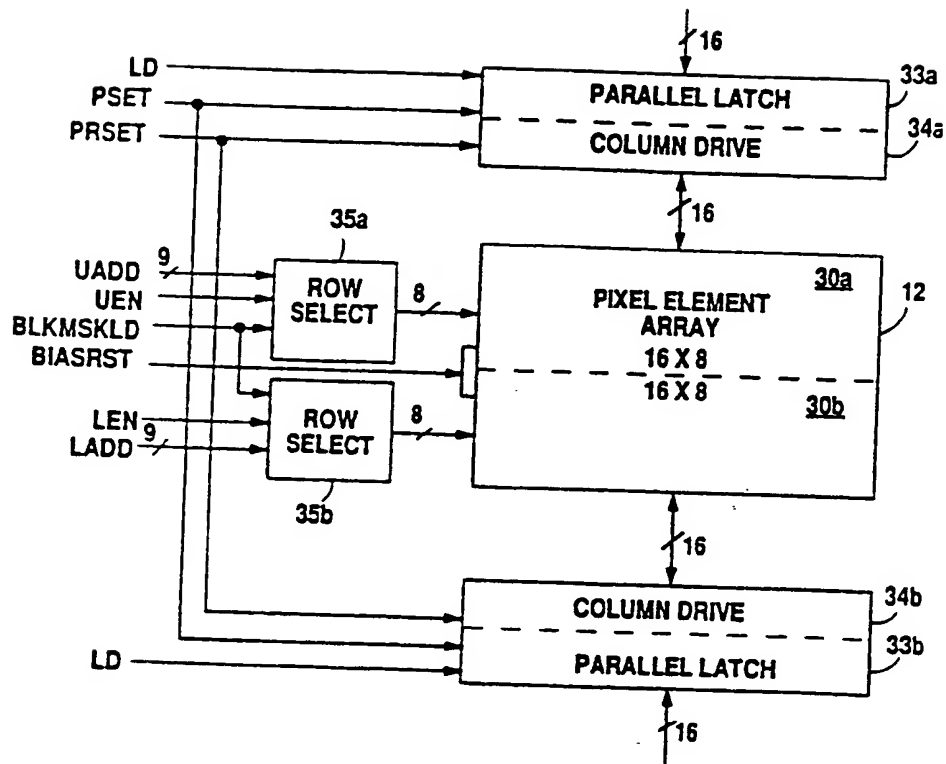 16
LD
PSET
PRSET
PARALLEL LATCH
COLUMN DRIVE
33a
34a
16
35a
UADD 9
UEN
BLKMSKLD
BIASRST
ROW
SELECT
8
30a
PIXEL ELEMENT
ARRAY
16 X 8
16 X 8
30b
12
LEN
LADD 9
ROW
SELECT
8
35b
16
COLUMN DRIVE
PARALLEL LATCH
34b
33b
LD
16